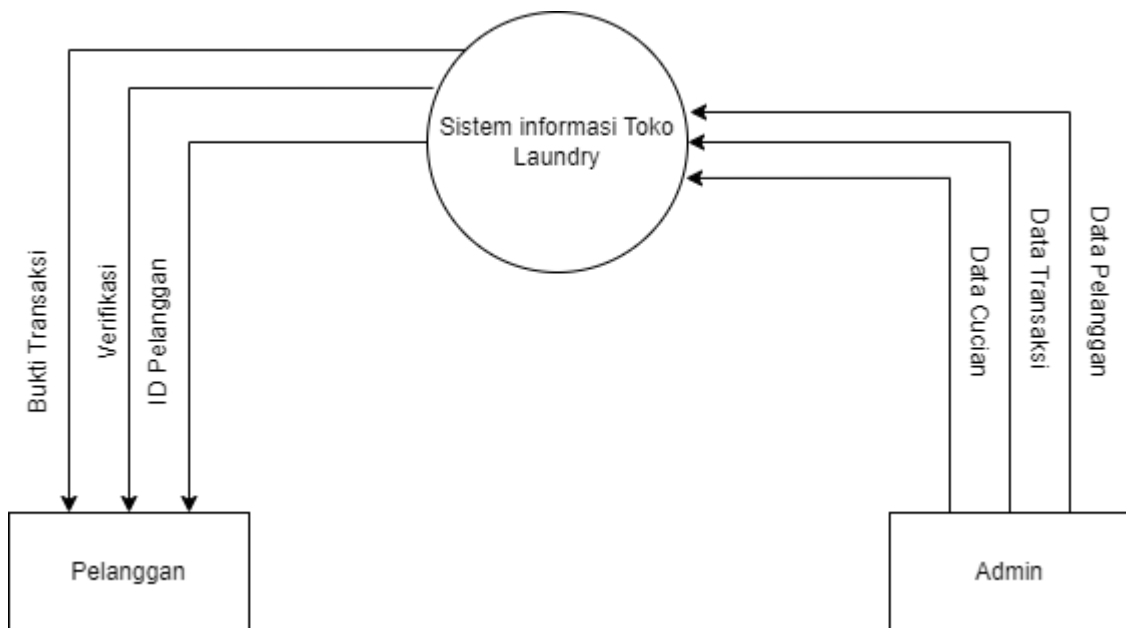 Sistem informasi Toko
Laundry
Bukti Transaksi
Verifikasi
ID Pelanggan
Data Cucian
Data Transaksi
Data Pelanggan
Pelanggan
Admin